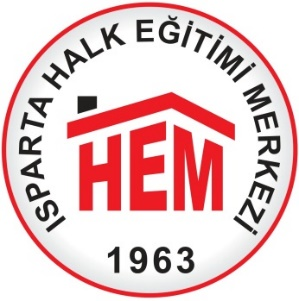 ISPARTA HALK EĞİTİMİ MERKEZİ
HEM
1963